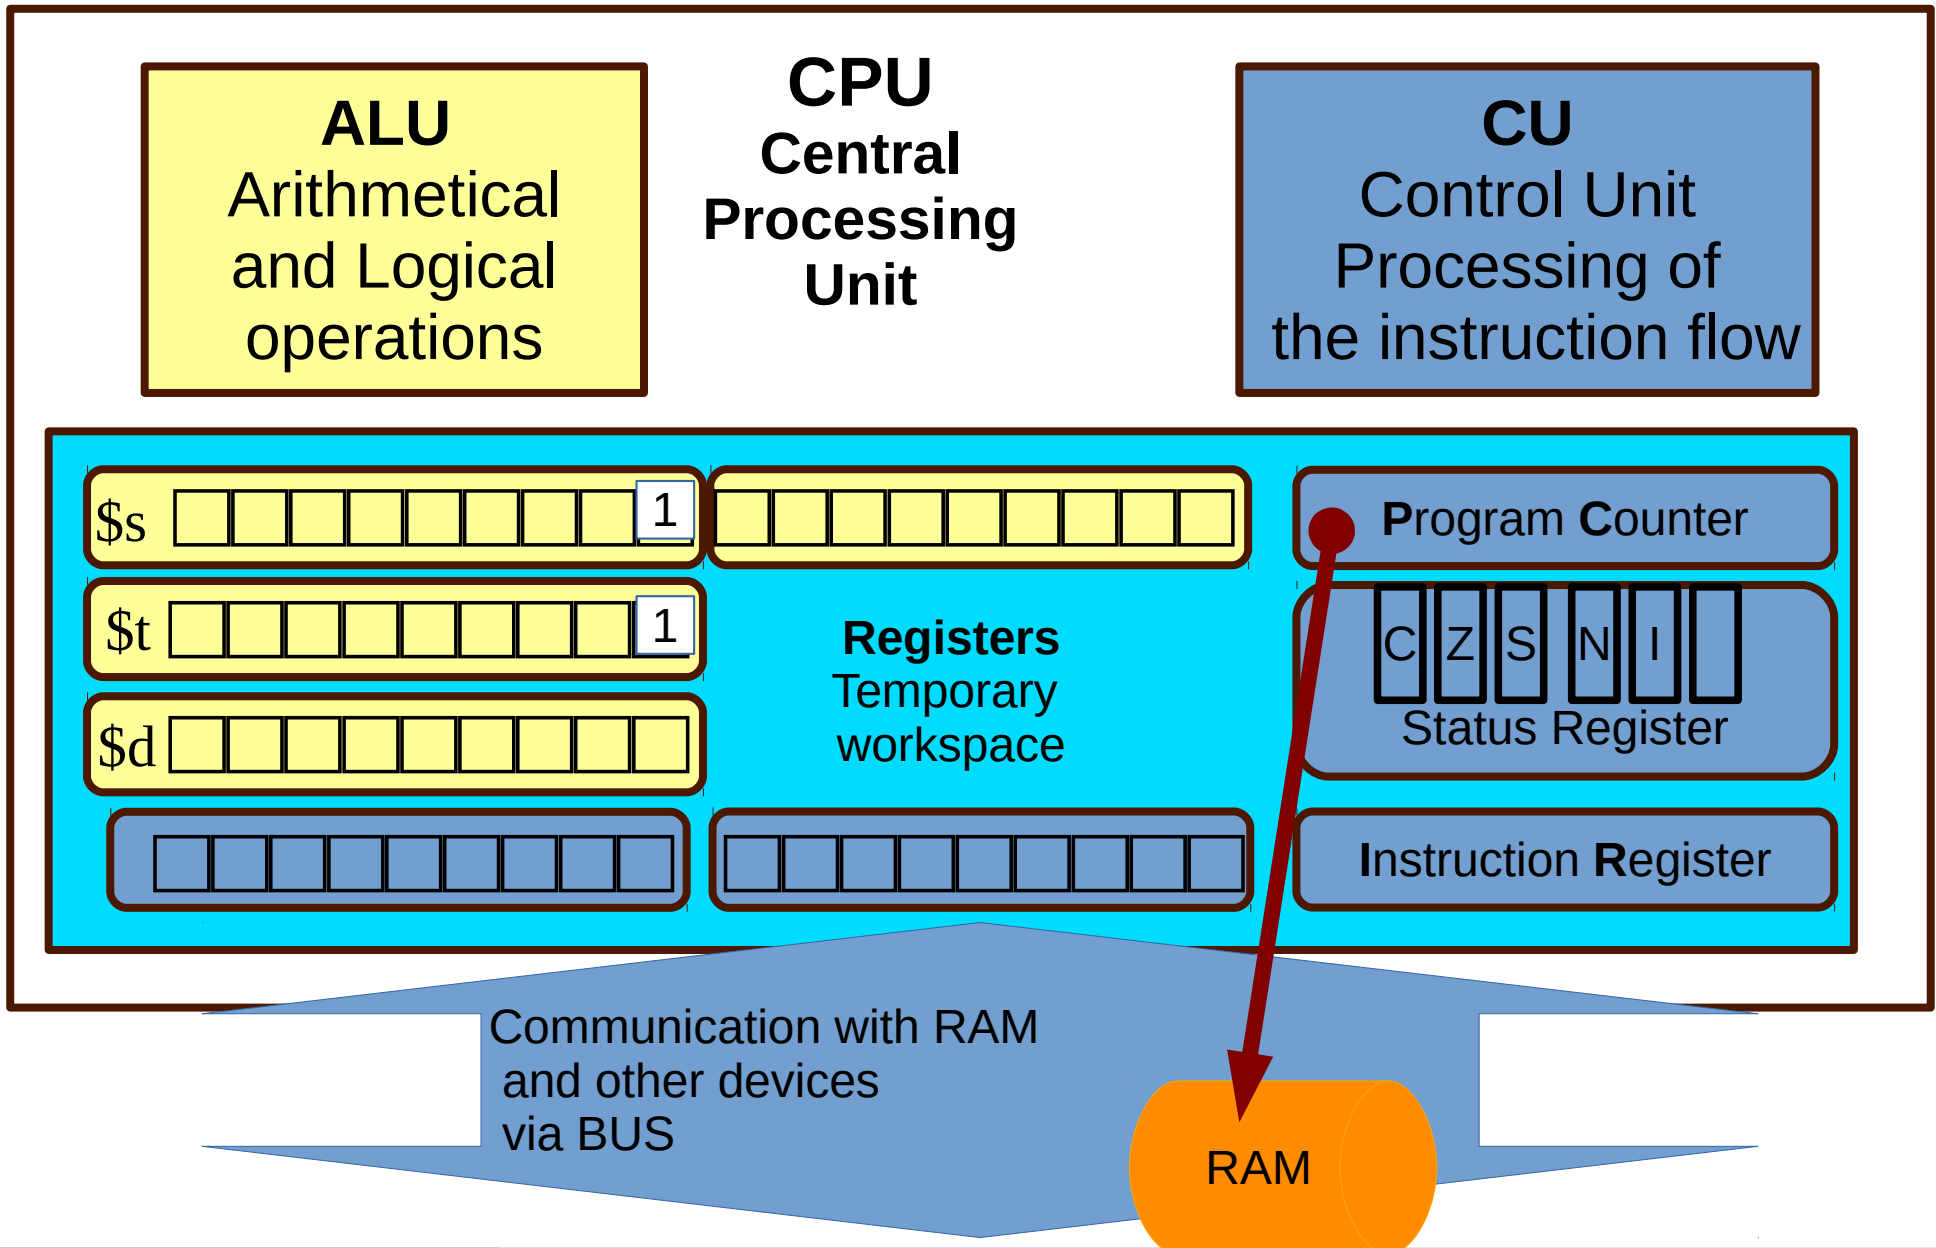 CPU
Central
Processing
Unit
ALU
Arithmetical
and Logical
operations
CU
Control Unit
Processing of
the instruction flow
$s 1
$t 1
$d
Registers
Temporary
workspace
Program Counter
C Z S N I
Status Register
Instruction Register
Communication with RAM
and other devices
via BUS
RAM